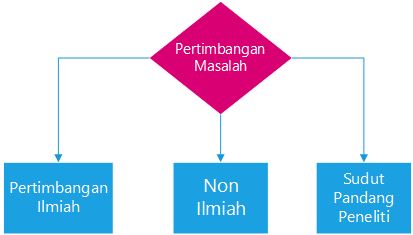 Pertimbangan
Masalah
Pertimbangan
Ilmiah
Non
Ilmiah
Sudut
Pandang
Peneliti